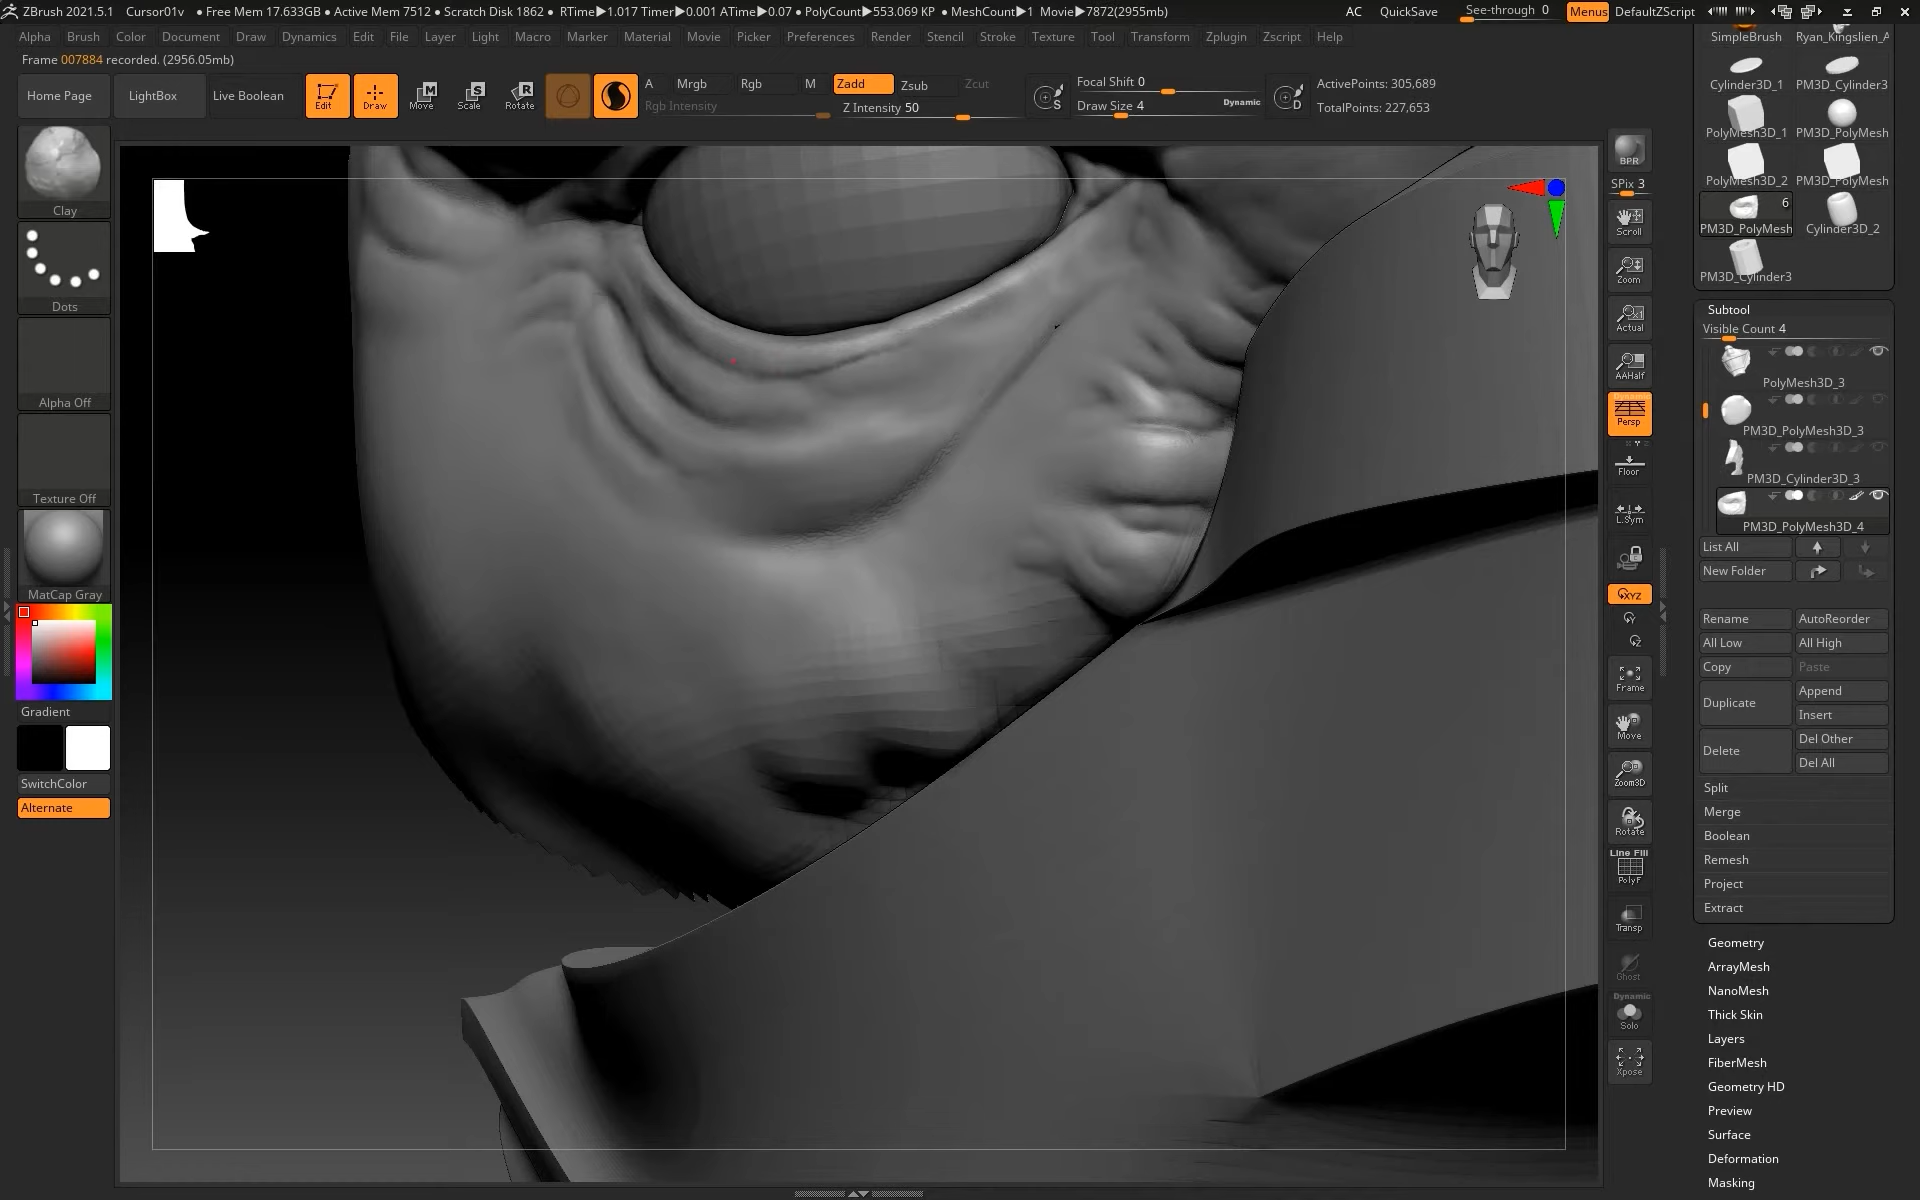 ZBrush 2021.5.1 Cursor01v • Free Mem 17.633GB • Active Mem 7512 • Scratch Disk 1862 • RTime▶1.017 Timer▶0.001 ATime▶0.07 • PolyCount▶553.069 KP • MeshCount▶1 Movie▶7872(2955mb) AC QuickSave See-through 0 Menus DefaultZScript
Alpha Brush Color Document Draw Dynamics Edit File Layer Light Macro Marker Material Movie Picker Preferences Render Stencil Stroke Texture Tool Transform Zplugin Zscript Help
Frame 007884 recorded. (2956.05mb)
Home Page
LightBox
Live Boolean
Edit
Draw
Move
Scale
Rotate
A Mrgb Rgb M Zadd Zsub Zcut
Rgb Intensity Z Intensity 50
S
Focal Shift 0
Draw Size 4 Dynamic
D
ActivePoints: 305,689
TotalPoints: 227,653
Clay
Dots
Alpha Off
Texture Off
MatCap Gray
Gradient
SwitchColor
Alternate
BPR
SPix 3
Scroll
Zoom
Actual
AAHalf
Dynamic
Persp
Floor
L.Sym
XYZ
Y
Z
Frame
Move
Zoom3D
Rotate
Line Fill
PolyF
Transp
Ghost
Dynamic
Solo
Xpose
SimpleBrush Ryan_Kingslien_A
Cylinder3D_1 PM3D_Cylinder3
PolyMesh3D_1 PM3D_PolyMesh
PolyMesh3D_2 PM3D_PolyMesh
6
PM3D_PolyMesh Cylinder3D_2
PM3D_Cylinder3
Subtool
Visible Count 4
PolyMesh3D_3
PM3D_PolyMesh3D_3
PM3D_Cylinder3D_3
PM3D_PolyMesh3D_4
List All
New Folder
Rename AutoReorder
All Low All High
Copy Paste
Duplicate Append
Insert
Delete Del Other
Del All
Split
Merge
Boolean
Remesh
Project
Extract
Geometry
ArrayMesh
NanoMesh
Thick Skin
Layers
FiberMesh
Geometry HD
Preview
Surface
Deformation
Masking